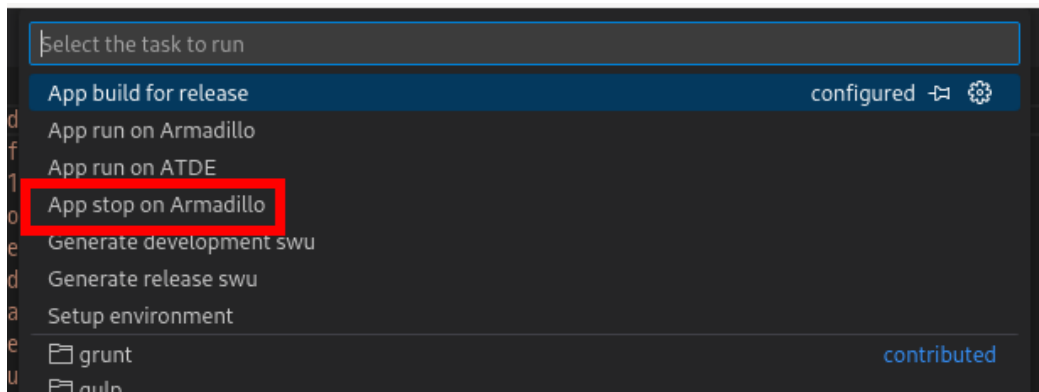 Select the task to run
App build for release configured
App run on Armadillo
App run on ATDE
App stop on Armadillo
Generate development swu
Generate release swu
Setup environment
grunt contributed
gulp